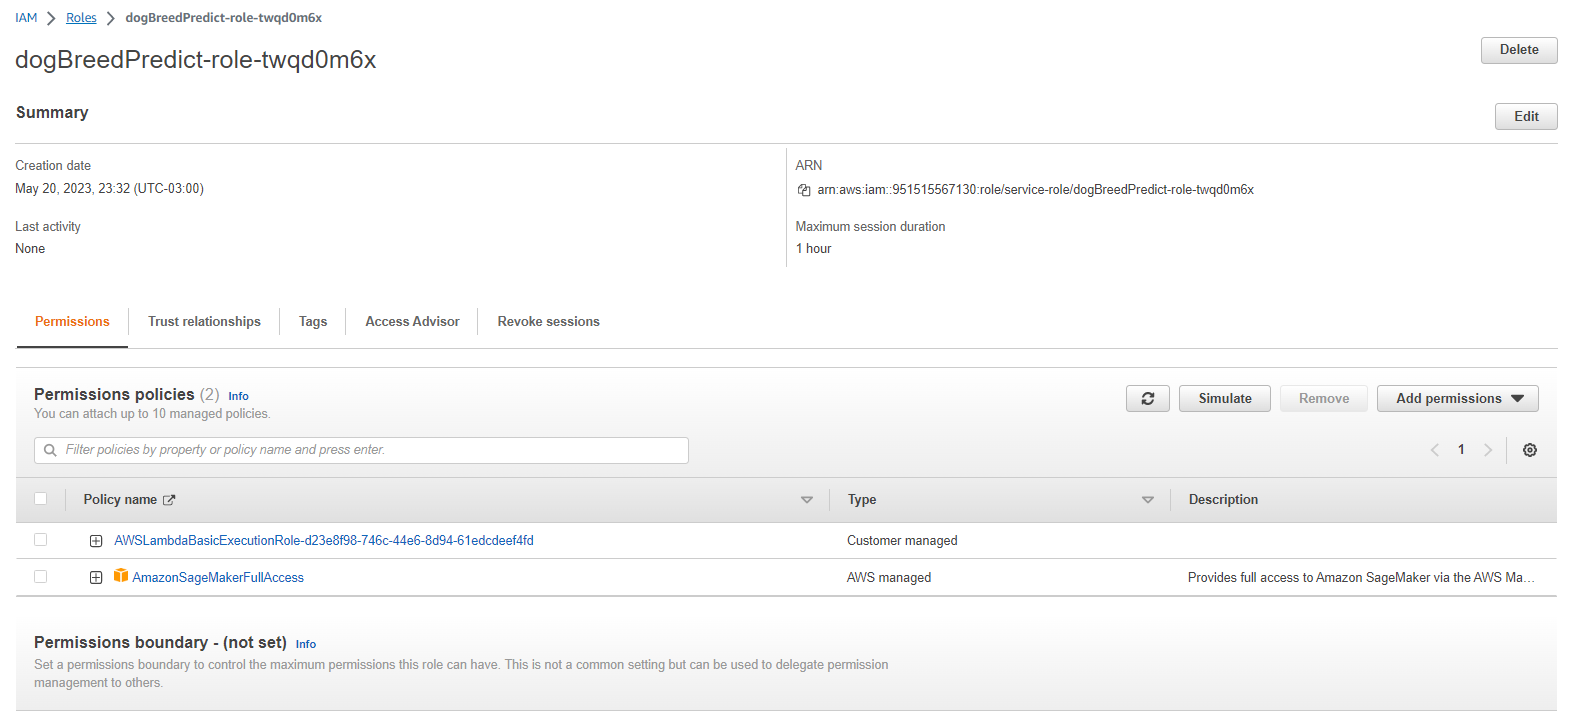 IAM > Roles > dogBreedPredict-role-twqd0m6x
dogBreedPredict-role-twqd0m6x
Delete
Summary
Edit
Creation date
May 20, 2023, 23:32 (UTC-03:00)
ARN
arn:aws:iam::951515567130:role/service-role/dogBreedPredict-role-twqd0m6x
Last activity
None
Maximum session duration
1 hour
Permissions Trust relationships Tags Access Advisor Revoke sessions
Permissions policies (2) Info
You can attach up to 10 managed policies.
Simulate Remove Add permissions
Filter policies by property or policy name and press enter.
1
Policy name Type Description
AWSLambdaBasicExecutionRole-d23e8f98-746c-44e6-8d94-61edcdeef4fd Customer managed
AmazonSageMakerFullAccess AWS managed Provides full access to Amazon SageMaker via the AWS Ma...
Permissions boundary - (not set) Info
Set a permissions boundary to control the maximum permissions this role can have. This is not a common setting but can be used to delegate permission
management to others.